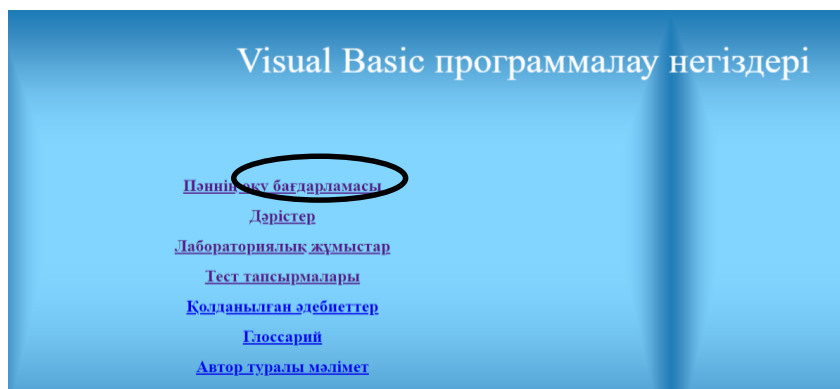 Visual Basic программалау негіздері
Пәннің оқу бағдарламасы
Дәрістер
Лабораториялық жұмыстар
Тест тапсырмалары
Қолданылған әдебиеттер
Глоссарий
Автор туралы мәлімет